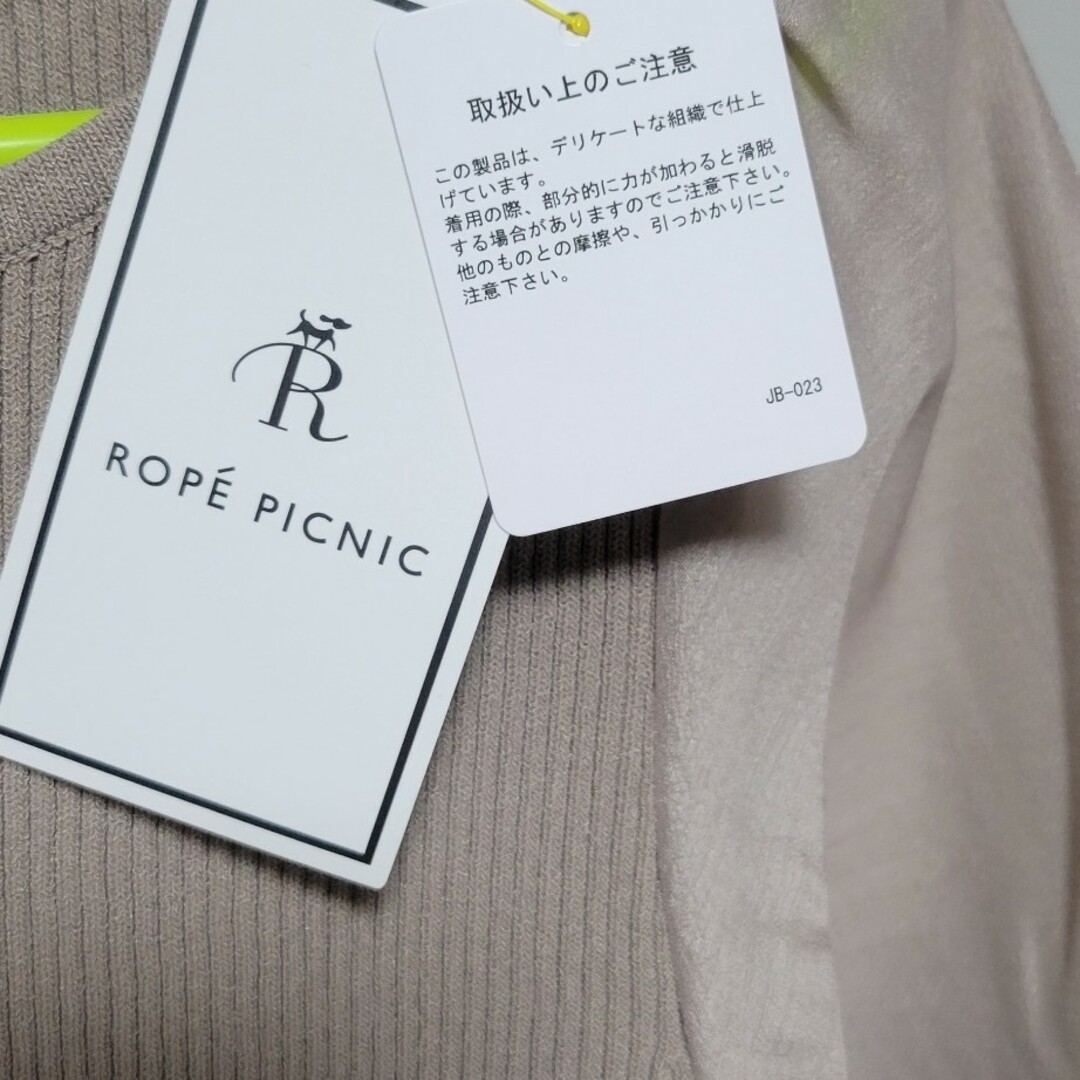 取扱い上のご注意
この製品は、デリケートな組織で仕上
げています。
着用の際、部分的に力が加わると滑脱
する場合がありますのでご注意下さい。
他のものとの摩擦や、引っかかりにご
注意下さい。
JB-023
R
ROPÉ PICNIC